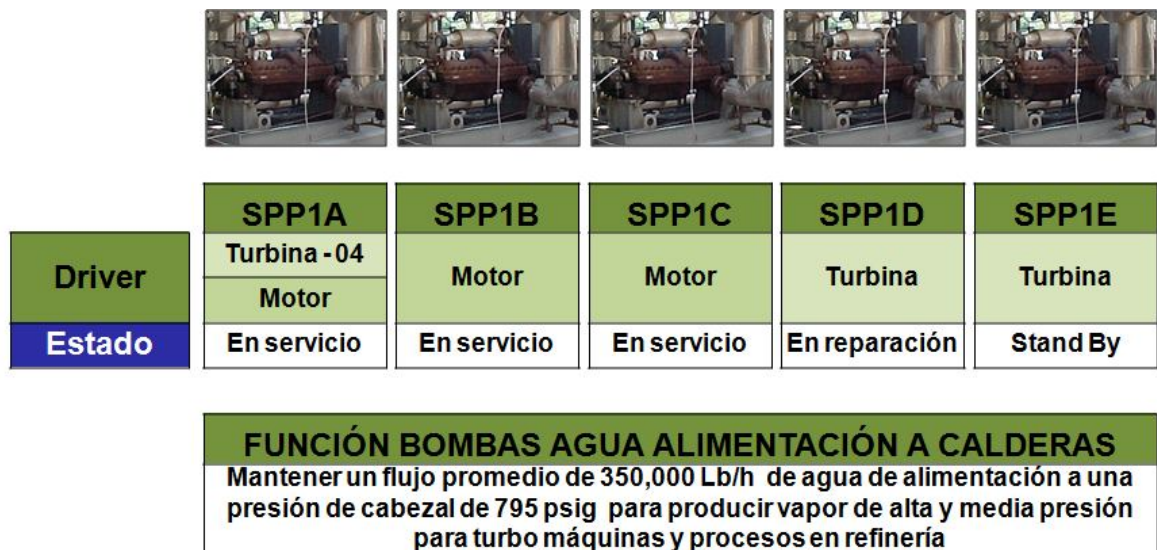 SPP1A SPP1B SPP1C SPP1D SPP1E
Driver
Turbina - 04
Motor
Motor Motor Turbina Turbina
Estado En servicio En servicio En servicio En reparación Stand By
FUNCIÓN BOMBAS AGUA ALIMENTACIÓN A CALDERAS
Mantener un flujo promedio de 350,000 Lb/h de agua de alimentación a una
presión de cabezal de 795 psig para producir vapor de alta y media presión
para turbo máquinas y procesos en refinería